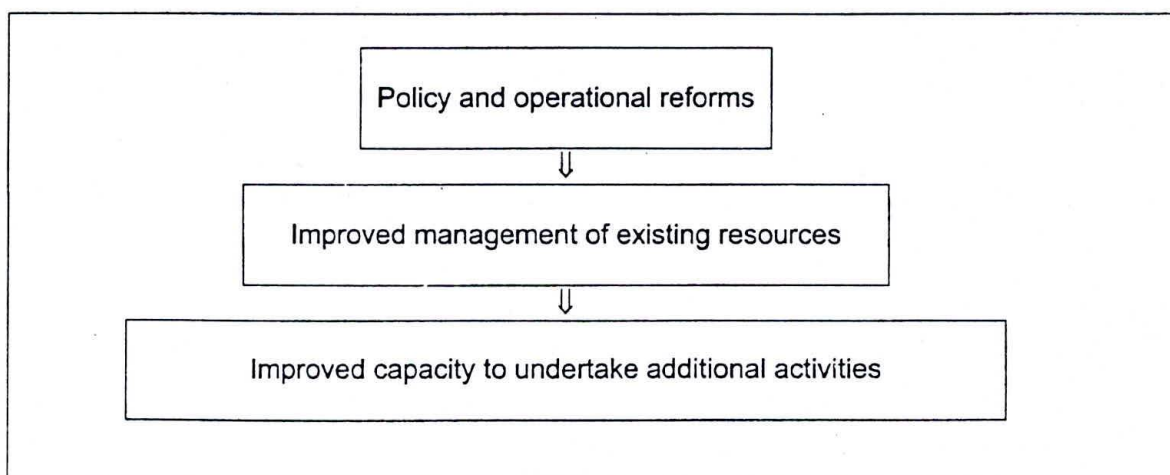 Policy and operational reforms
⇓
Improved management of existing resources
⇓
Improved capacity to undertake additional activities